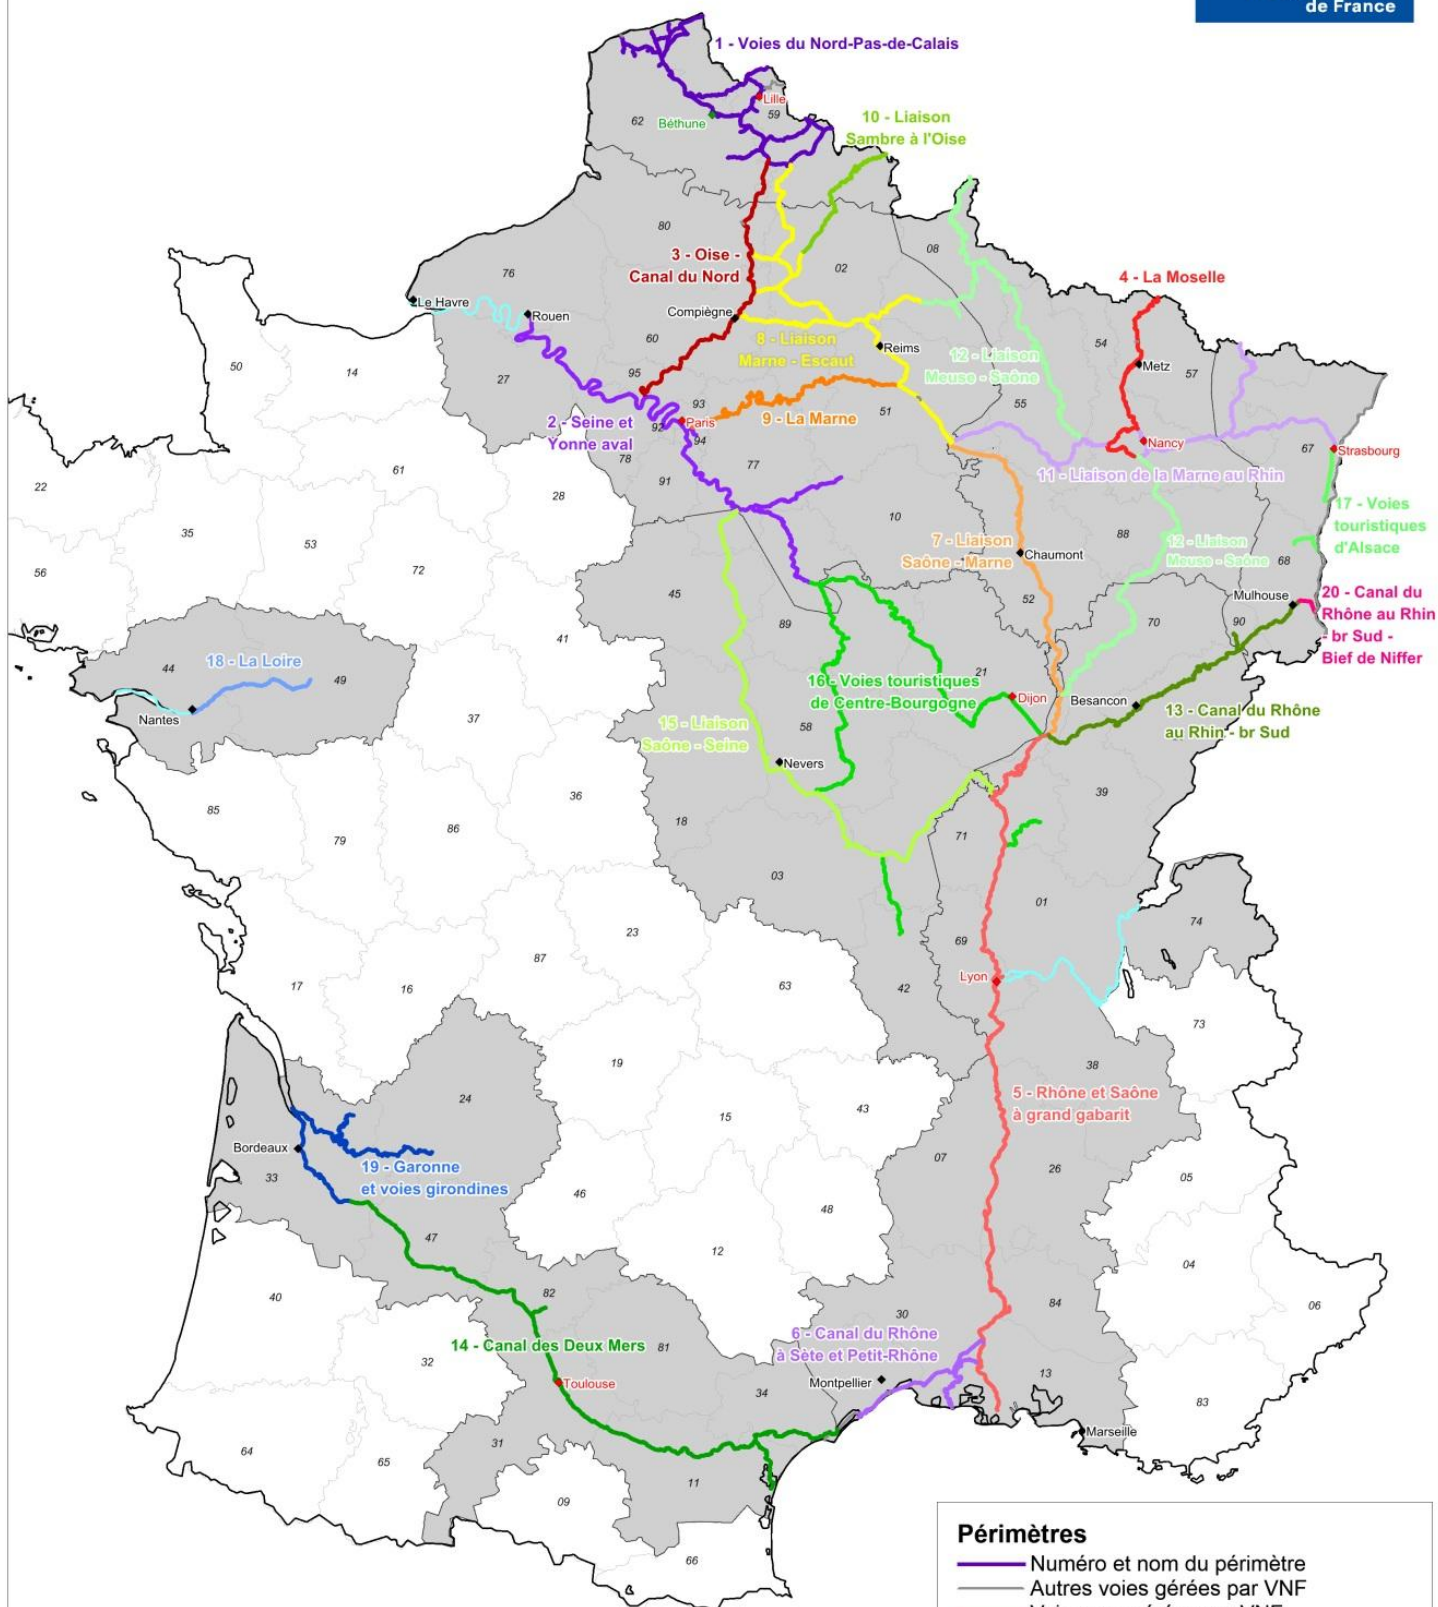 de France
1 - Voies du Nord-Pas-de-Calais
Lille
59
62
Béthune
10 - Liaison
Sambre à l'Oise
80
3 - Oise -
Canal du Nord
02
08
76
4 - La Moselle
Le Havre
Rouen
Compiègne
60
8 - Liaison
Marne - Escaut
Reims
12 - Liaison
Meuse - Saône
54
Metz
57
50
14
27
95
93
51
55
9 - La Marne
2 - Seine et
Yonne aval
92
Paris
94
78
77
91
Nancy
67
Strasbourg
11 - Liaison de la Marne au Rhin
61
22
28
35
53
10
88
17 - Voies
touristiques
d'Alsace
7 - Liaison
Saône - Marne
Chaumont
12 - Liaison
Meuse - Saône
68
56
72
45
52
70
90
Mulhouse
20 - Canal du
Rhône au Rhin
- br Sud -
Bief de Niffer
89
41
44
18 - La Loire
49
21
16 - Voies touristiques
de Centre-Bourgogne
Dijon
Besançon
13 - Canal du Rhône
au Rhin - br Sud
Nantes
37
15 - Liaison
Saône - Seine
58
Nevers
85
36
39
86
79
18
71
03
01
74
23
69
87
17
16
63
42
Lyon
73
19
38
24
15
43
5 - Rhône et Saône
à grand gabarit
Bordeaux
33
19 - Garonne
et voies girondines
07
26
05
46
48
47
12
04
40
82
30
84
06
6 - Canal du Rhône
à Sète et Petit-Rhône
14 - Canal des Deux Mers
81
32
Toulouse
Montpellier
34
13
83
Marseille
64
65
31
11
09
66
Périmètres
Numéro et nom du périmètre
Autres voies gérées par VNF